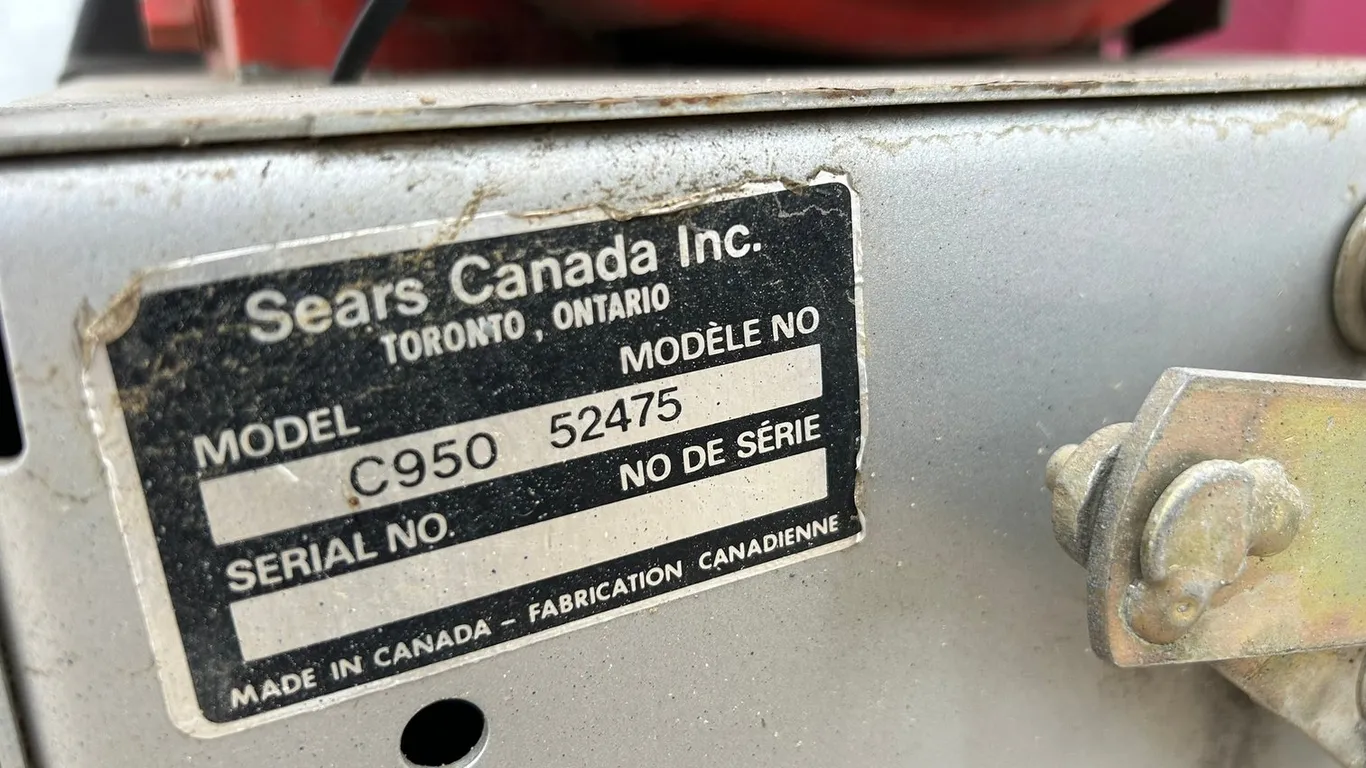 Sears Canada Inc.
TORONTO, ONTARIO
MODEL MODÈLE NO
C950 52475
SERIAL NO. NO DE SÉRIE
MADE IN CANADA - FABRICATION CANADIENNE